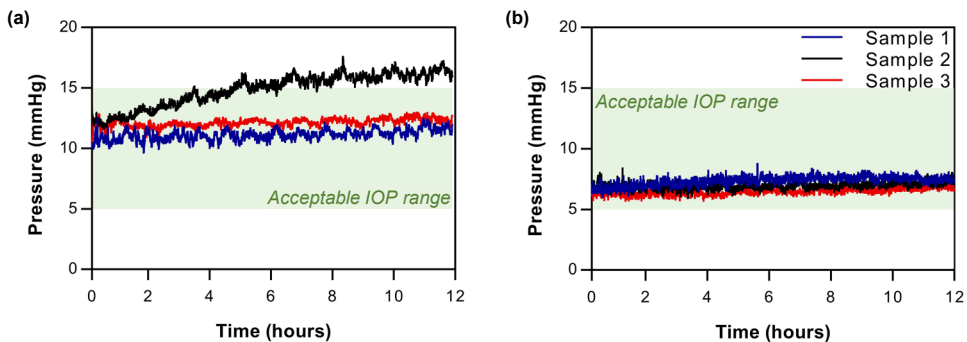 (a)
20
15
10
5
0
Pressure (mmHg)
Acceptable IOP range
0 2 4 6 8 10 12
Time (hours)
(b)
20
15
10
5
0
Pressure (mmHg)
Sample 1
Sample 2
Sample 3
Acceptable IOP range
0 2 4 6 8 10 12
Time (hours)